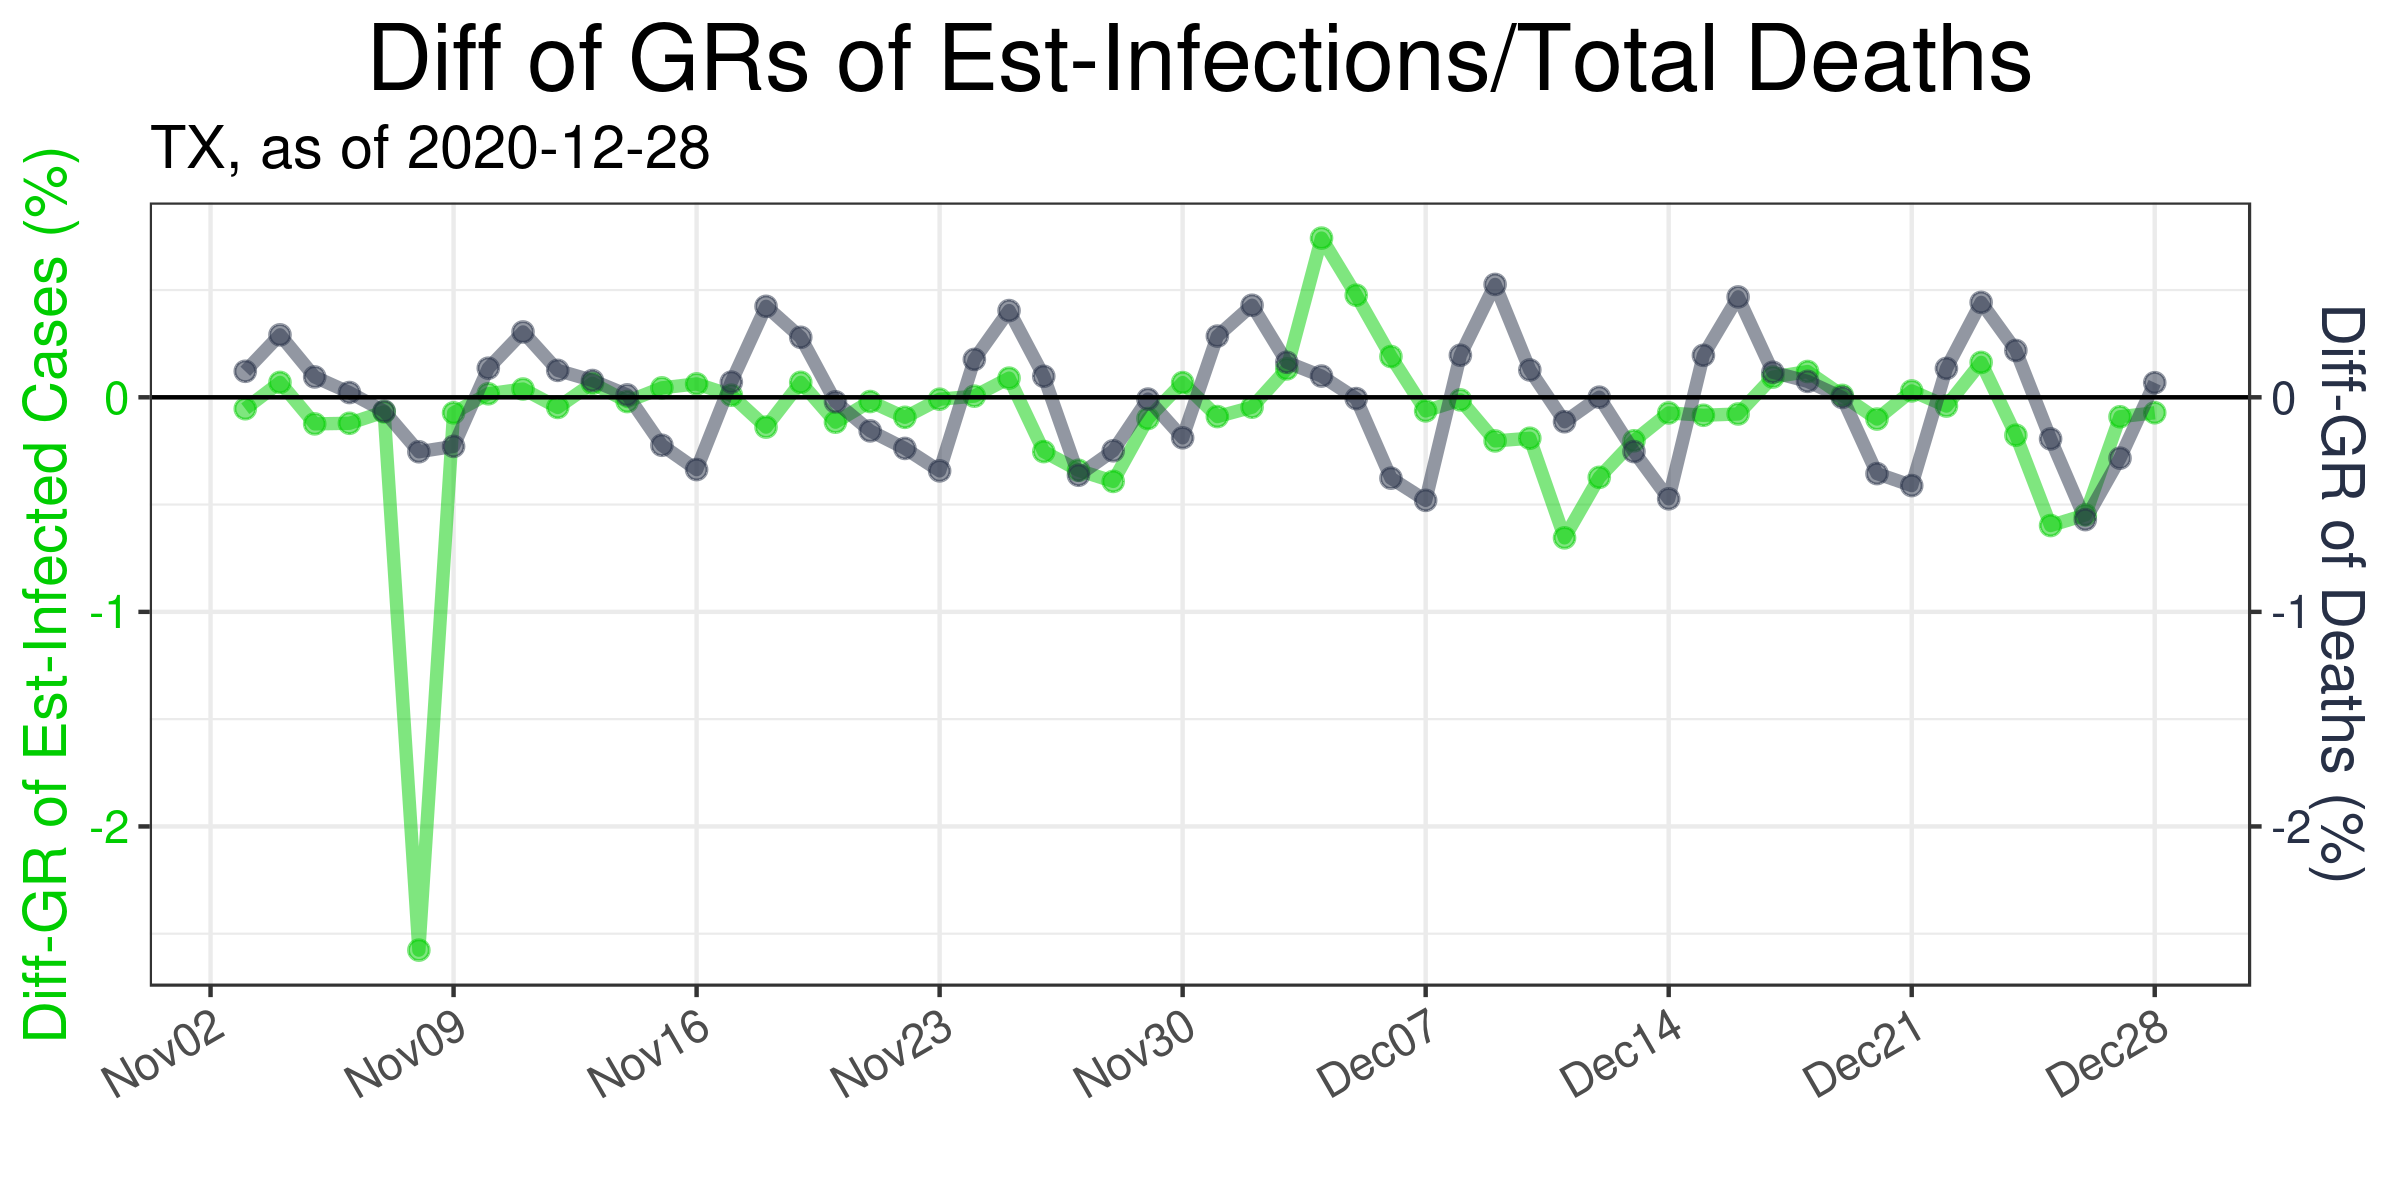 Diff of GRs of Est-Infections/Total Deaths
TX, as of 2020-12-28
Diff-GR of Est-Infected Cases (%)
0
-1
-2
0
-1
-2
Diff-GR of Deaths (%)
Nov02
Nov09
Nov16
Nov23
Nov30
Dec07
Dec14
Dec21
Dec28